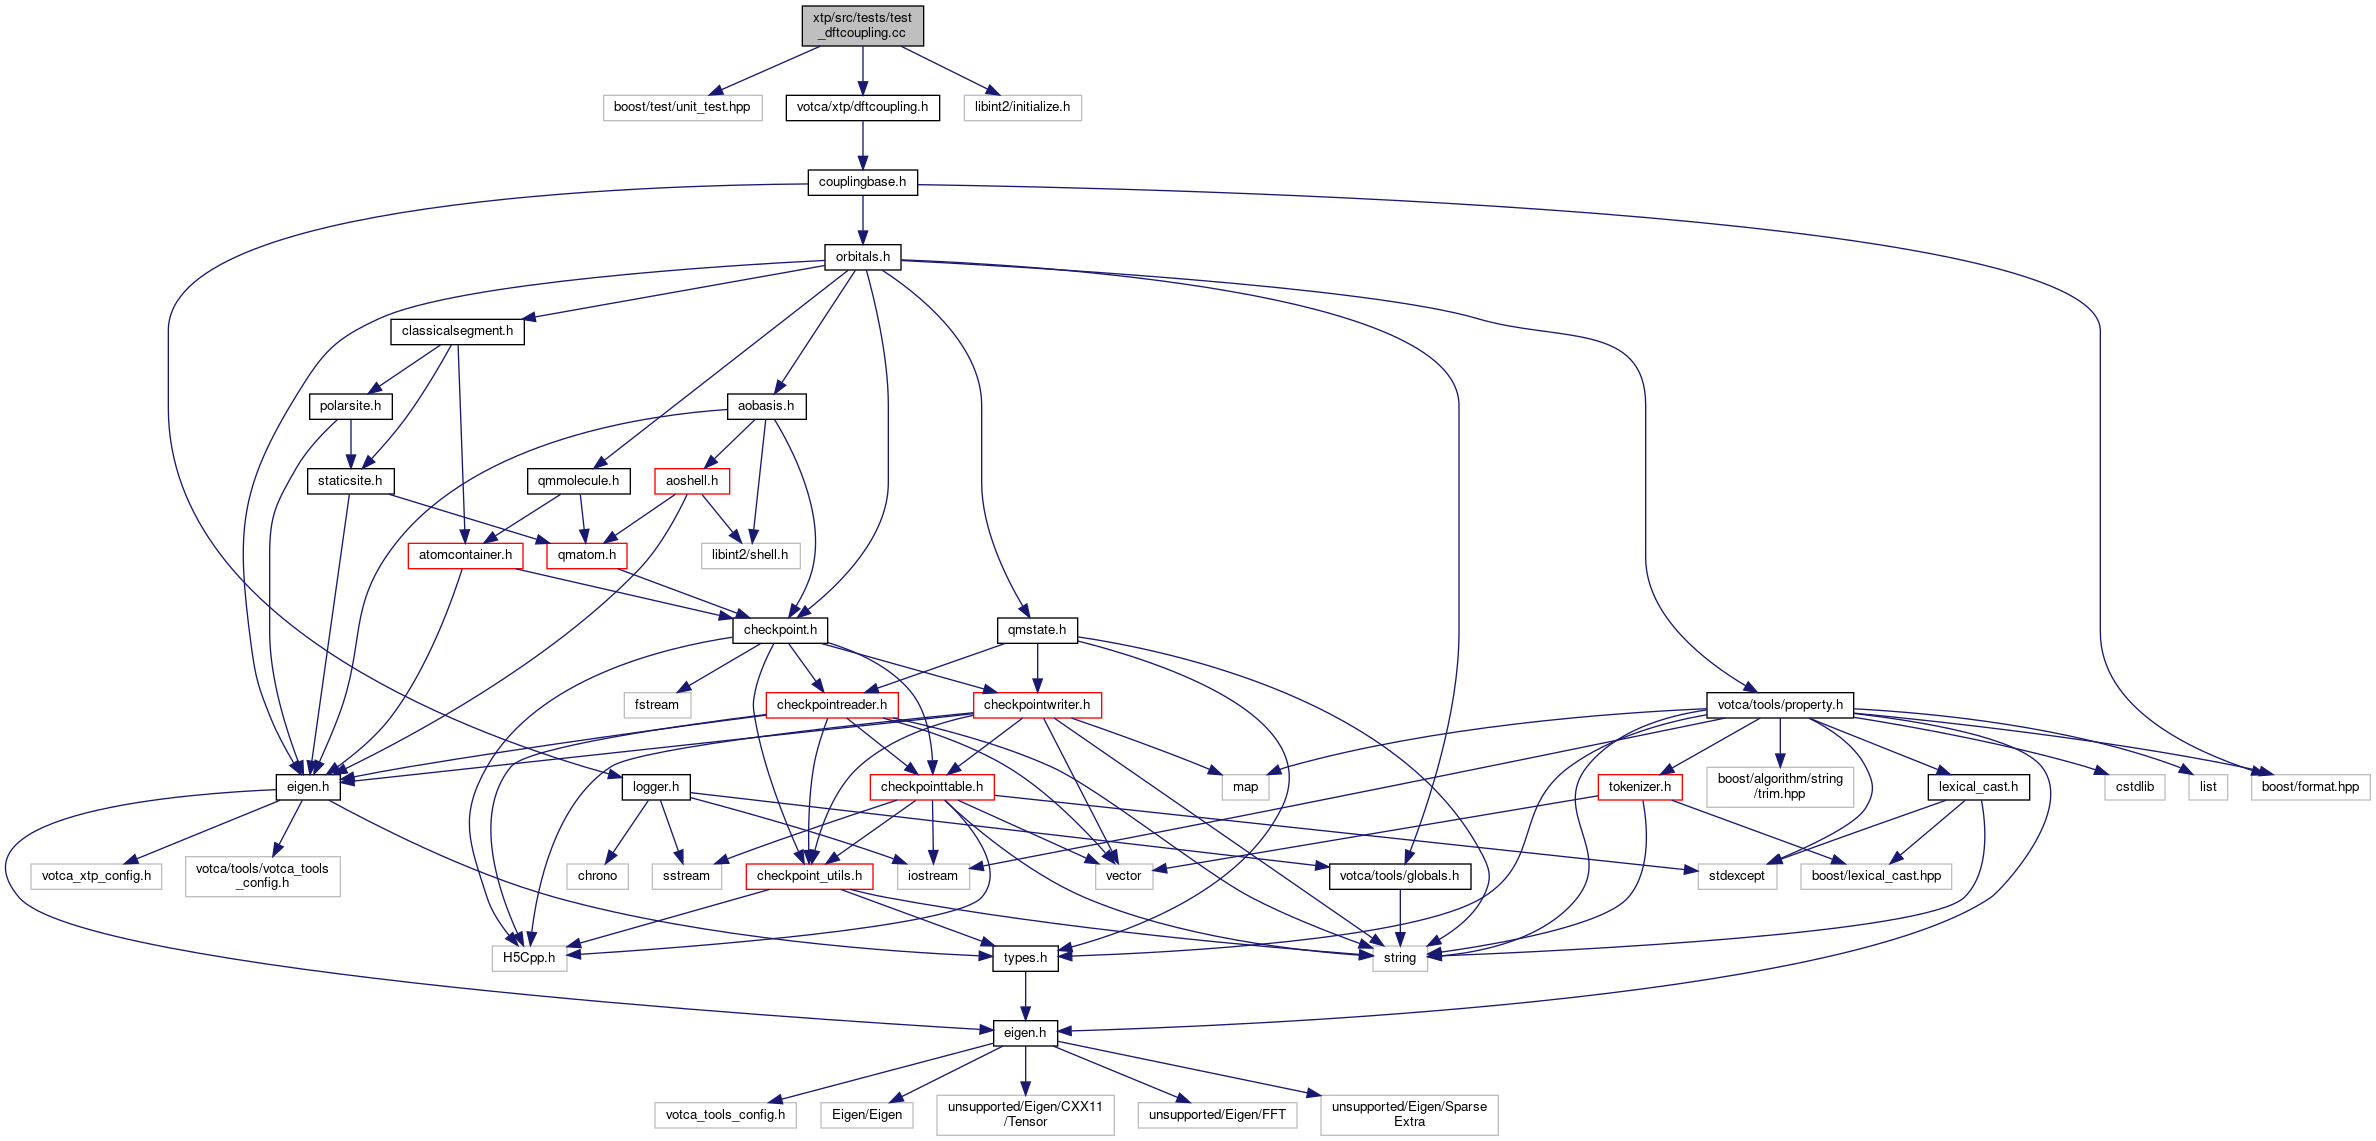 xtp/src/tests/test
_dftcoupling.cc
boost/test/unit_test.hpp
votca/xtp/dftcoupling.h
libint2/initialize.h
couplingbase.h
orbitals.h
classicalsegment.h
polarsite.h
aobasis.h
staticsite.h
qmmolecule.h
aoshell.h
atomcontainer.h
qmatom.h
libint2/shell.h
checkpoint.h
qmstate.h
fstream
checkpointreader.h
checkpointwriter.h
votca/tools/property.h
eigen.h
logger.h
checkpointtable.h
map
tokenizer.h
boost/algorithm/string
/trim.hpp
lexical_cast.h
cstdlib
list
boost/format.hpp
votca_xtp_config.h
votca/tools/votca_tools
_config.h
chrono
sstream
checkpoint_utils.h
iostream
vector
votca/tools/globals.h
stdexcept
boost/lexical_cast.hpp
H5Cpp.h
types.h
string
eigen.h
votca_tools_config.h
Eigen/Eigen
unsupported/Eigen/CXX11
/Tensor
unsupported/Eigen/FFT
unsupported/Eigen/Sparse
Extra